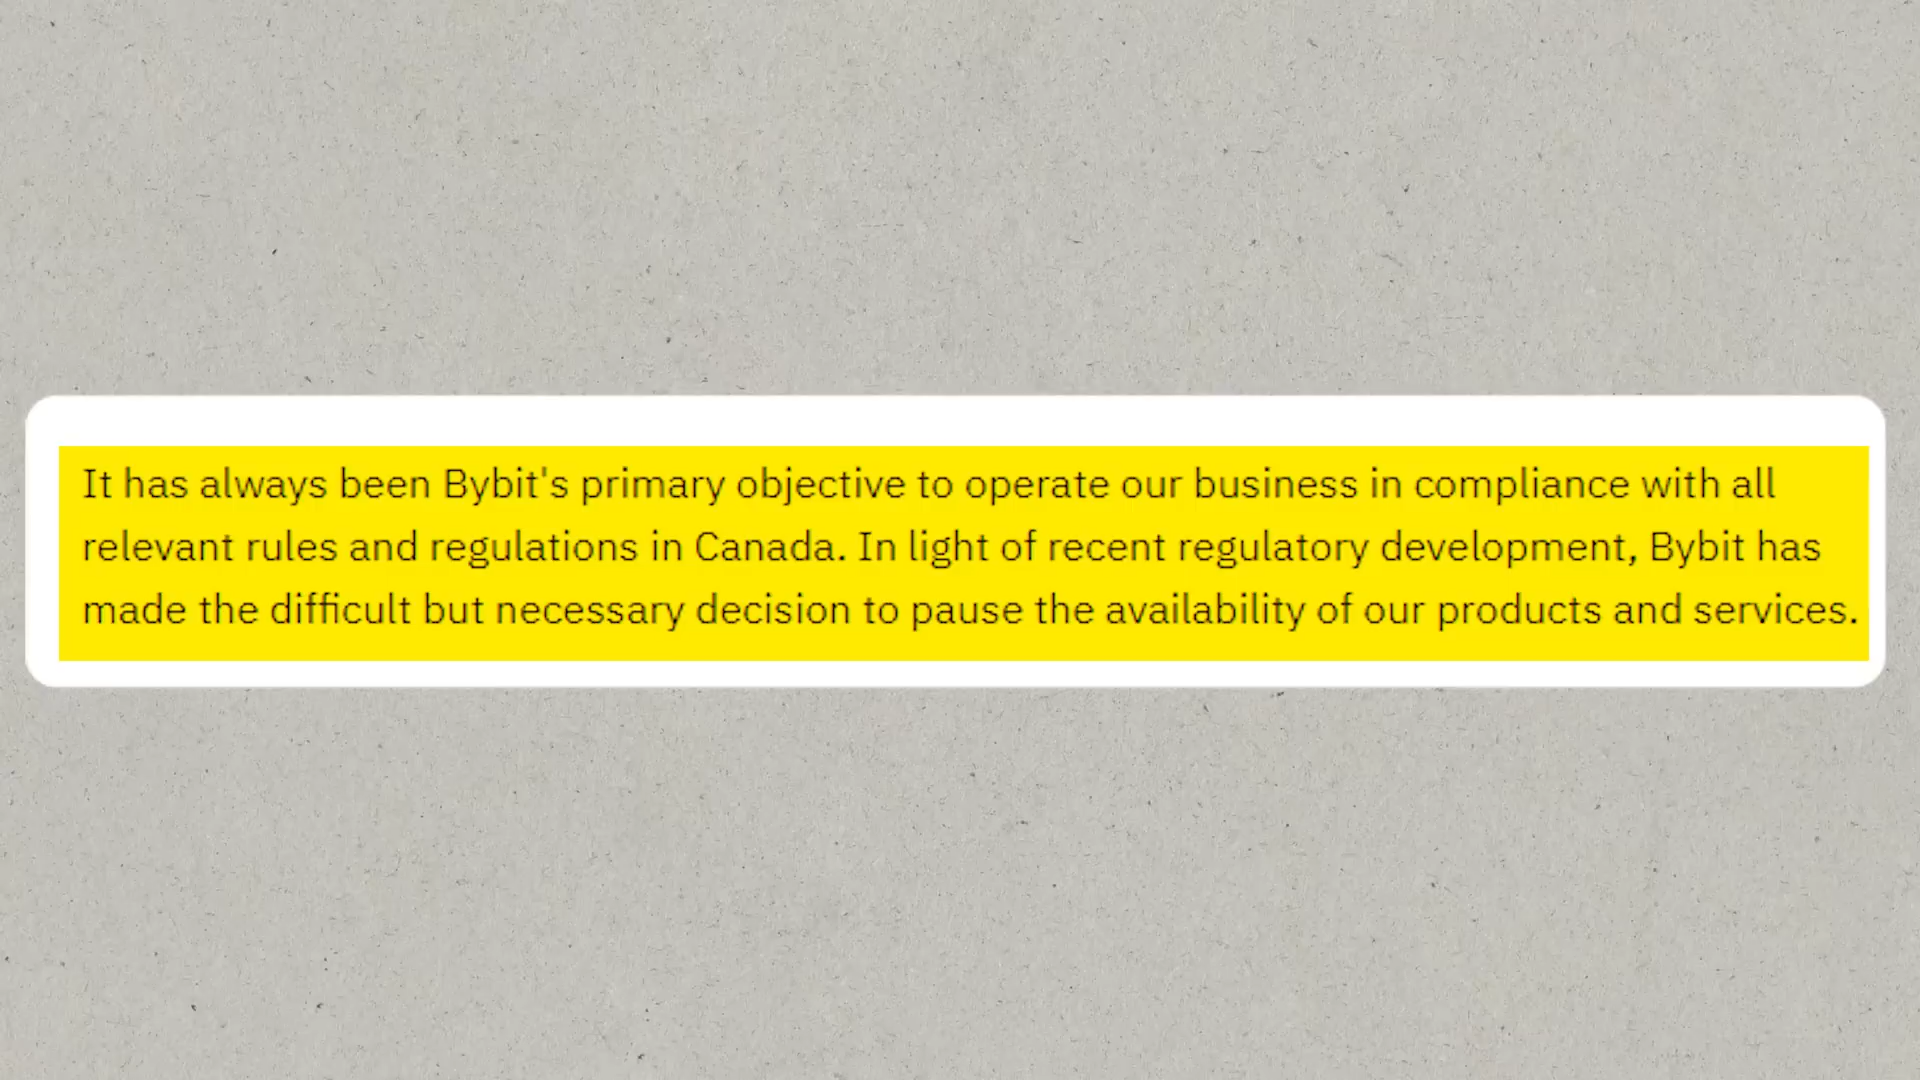 It has always been Bybit's primary objective to operate our business in compliance with all
relevant rules and regulations in Canada. In light of recent regulatory development, Bybit has
made the difficult but necessary decision to pause the availability of our products and services.